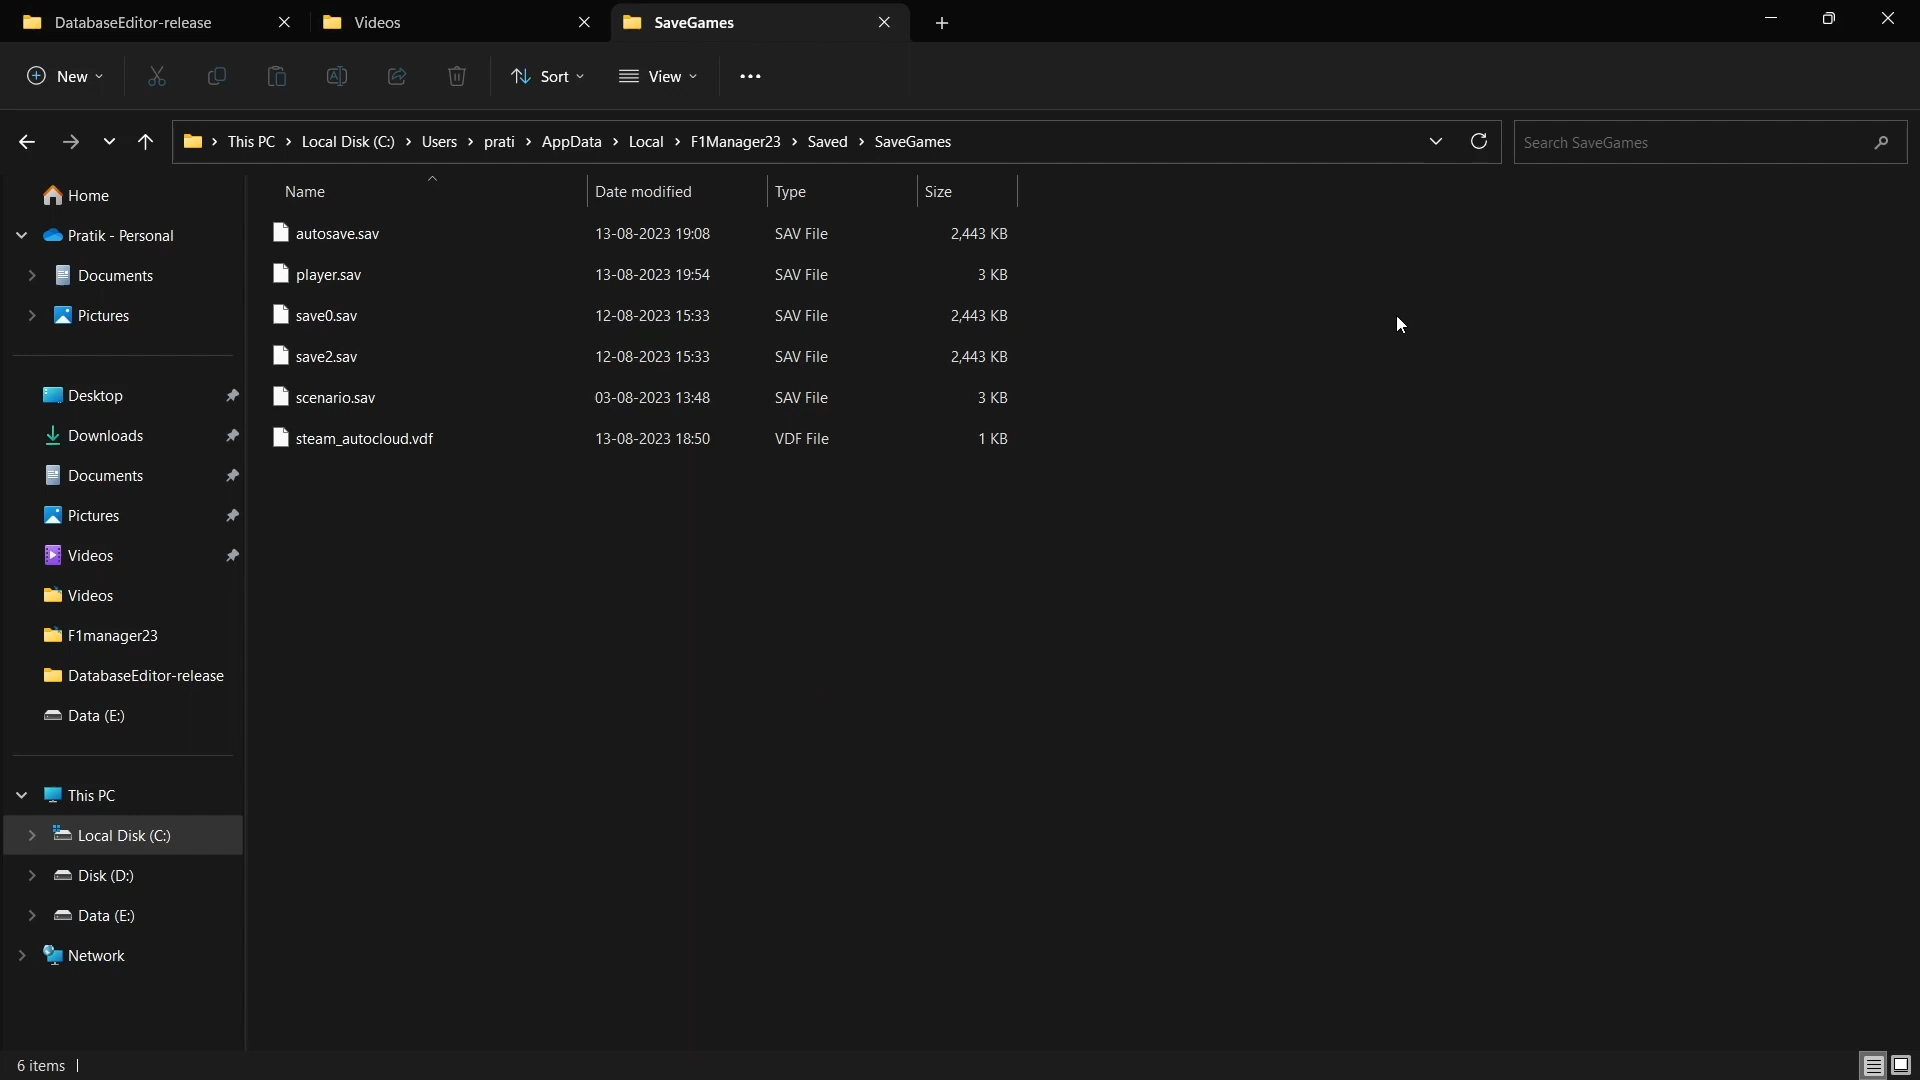 DatabaseEditor-release
Videos
SaveGames
New
Sort
View
This PC > Local Disk (C:) > Users > prati > AppData > Local > F1Manager23 > Saved > SaveGames
Search SaveGames
Name Date modified Type Size
autosave.sav 13-08-2023 19:08 SAV File 2,443 KB
player.sav 13-08-2023 19:54 SAV File 3 KB
save0.sav 12-08-2023 15:33 SAV File 2,443 KB
save2.sav 12-08-2023 15:33 SAV File 2,443 KB
scenario.sav 03-08-2023 13:48 SAV File 3 KB
steam_autocloud.vdf 13-08-2023 18:50 VDF File 1 KB
Home
Pratik - Personal
Documents
Pictures
Desktop
Downloads
Documents
Pictures
Videos
Videos
F1manager23
DatabaseEditor-release
Data (E:)
This PC
Local Disk (C:)
Disk (D:)
Data (E:)
Network
6 items